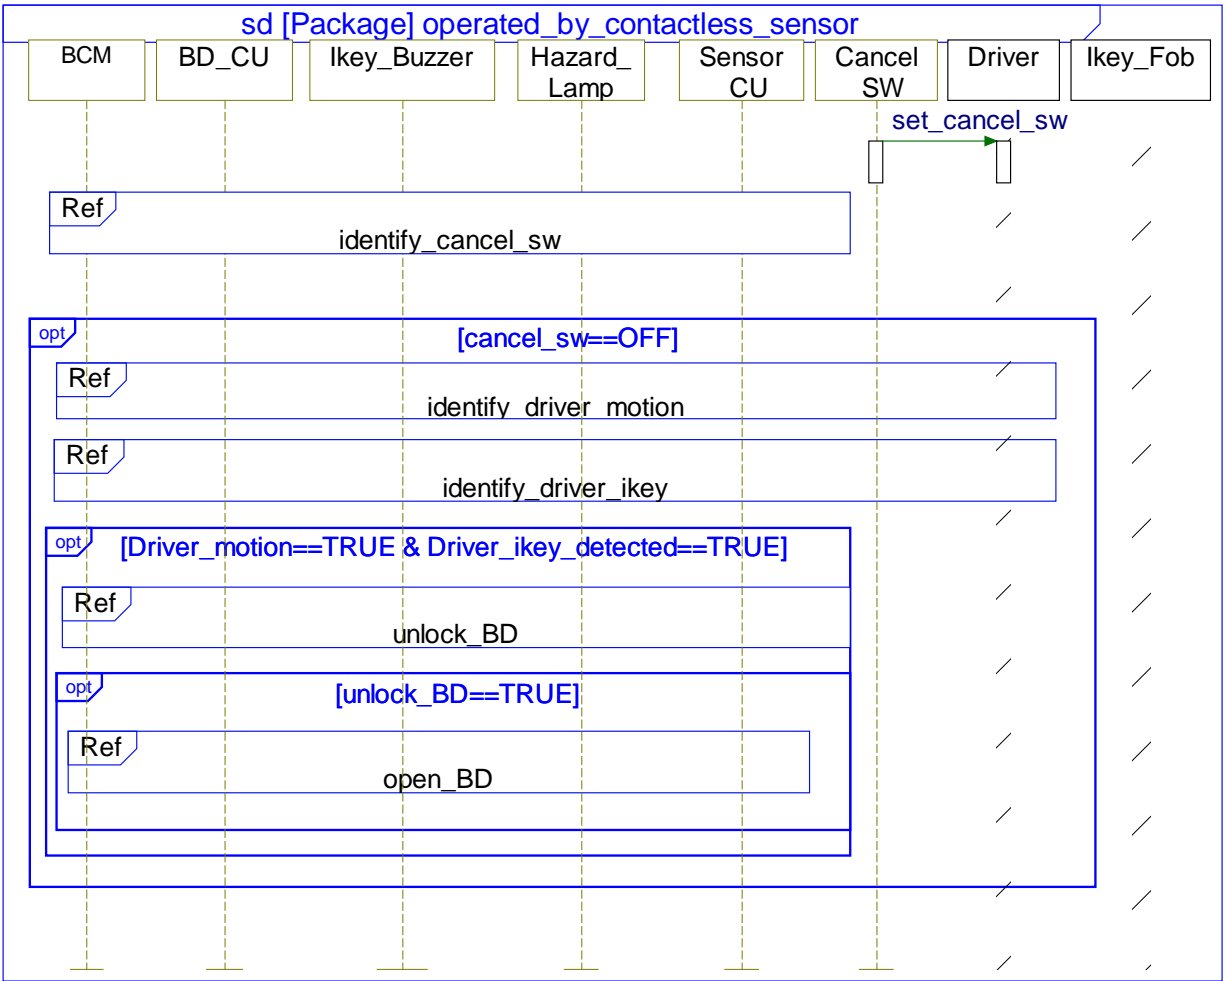 sd [Package] operated_by_contactless_sensor
BCM
BD_CU
Ikey_Buzzer
Hazard_
Lamp
Sensor
CU
Cancel
SW
Driver
Ikey_Fob
set_cancel_sw
Ref
identify_cancel_sw
opt
[cancel_sw==OFF]
Ref
identify_driver_motion
Ref
identify_driver_ikey
opt
[Driver_motion==TRUE & Driver_ikey_detected==TRUE]
Ref
unlock_BD
opt
[unlock_BD==TRUE]
Ref
open_BD